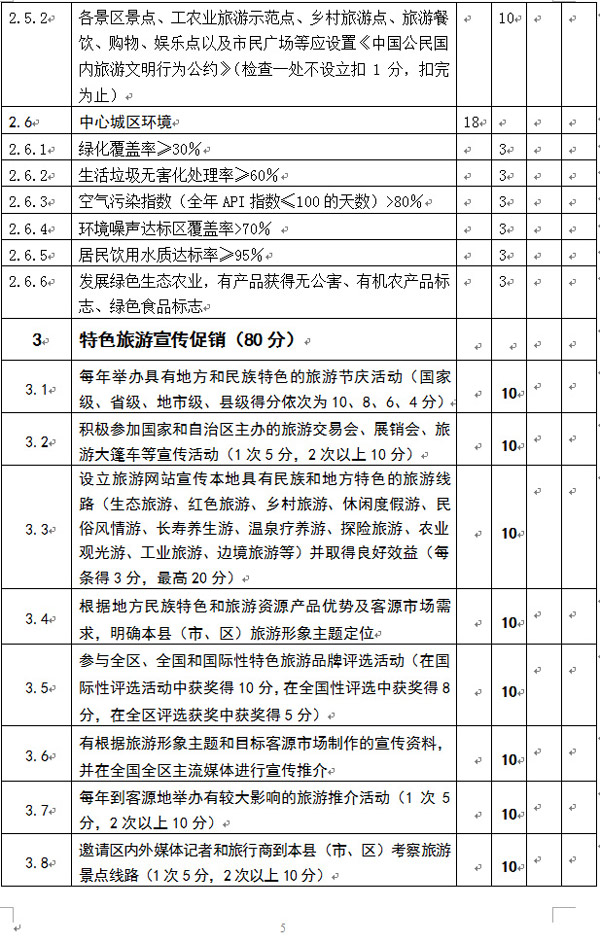 2.5.2 各景区景点、工农业旅游示范点、乡村旅游点、旅游餐 10
饮、购物、娱乐点以及市民广场等应设置《中国公民国
内旅游文明行为公约》（检查一处不设立扣 1 分，扣完
为止）
2.6 中心城区环境 18
2.6.1 绿化覆盖率≥30% 3
2.6.2 生活垃圾无害化处理率≥60% 3
2.6.3 空气污染指数（全年 API 指数≤100 的天数）>80% 3
2.6.4 环境噪声达标区覆盖率>70% 3
2.6.5 居民饮用水质达标率≥95% 3
2.6.6 发展绿色生态农业，有产品获得无公害、有机农产品标 3
志、绿色食品标志
3 特色旅游宣传促销（80 分）
3.1 每年举办具有地方和民族特色的旅游节庆活动（国家 10
级、省级、地市级、县级得分依次为 10、8、6、4 分）
3.2 积极参加国家和自治区主办的旅游交易会、展销会、旅 10
游大篷车等宣传活动（1 次 5 分，2 次以上 10 分）
3.3 设立旅游网站宣传本地具有民族和地方特色的旅游线 10
路（生态旅游、红色旅游、乡村旅游、休闲度假游、民
俗风情游、长寿养生游、温泉疗养游、探险旅游、农业
观光游、工业旅游、边境旅游等）并取得良好效益（每
条得 3 分，最高 20 分）
3.4 根据地方民族特色和旅游资源产品优势及客源市场需 10
求，明确本县（市、区）旅游形象主题定位
3.5 参与全区、全国和国际性特色旅游品牌评选活动（在国 10
际性评选活动中获奖得 10 分，在全国性评选中获奖得 8
分，在全区评选获奖中获奖得 5 分）
3.6 有根据旅游形象主题和目标客源市场制作的宣传资料， 10
并在全国全区主流媒体进行宣传推介
3.7 每年到客源地举办有较大影响的旅游推介活动（1 次 5 10
分，2 次以上 10 分）
3.8 邀请区内外媒体记者和旅行商到本县（市、区）考察旅游 10
景点线路（1 次 5 分，2 次以上 10 分）
5